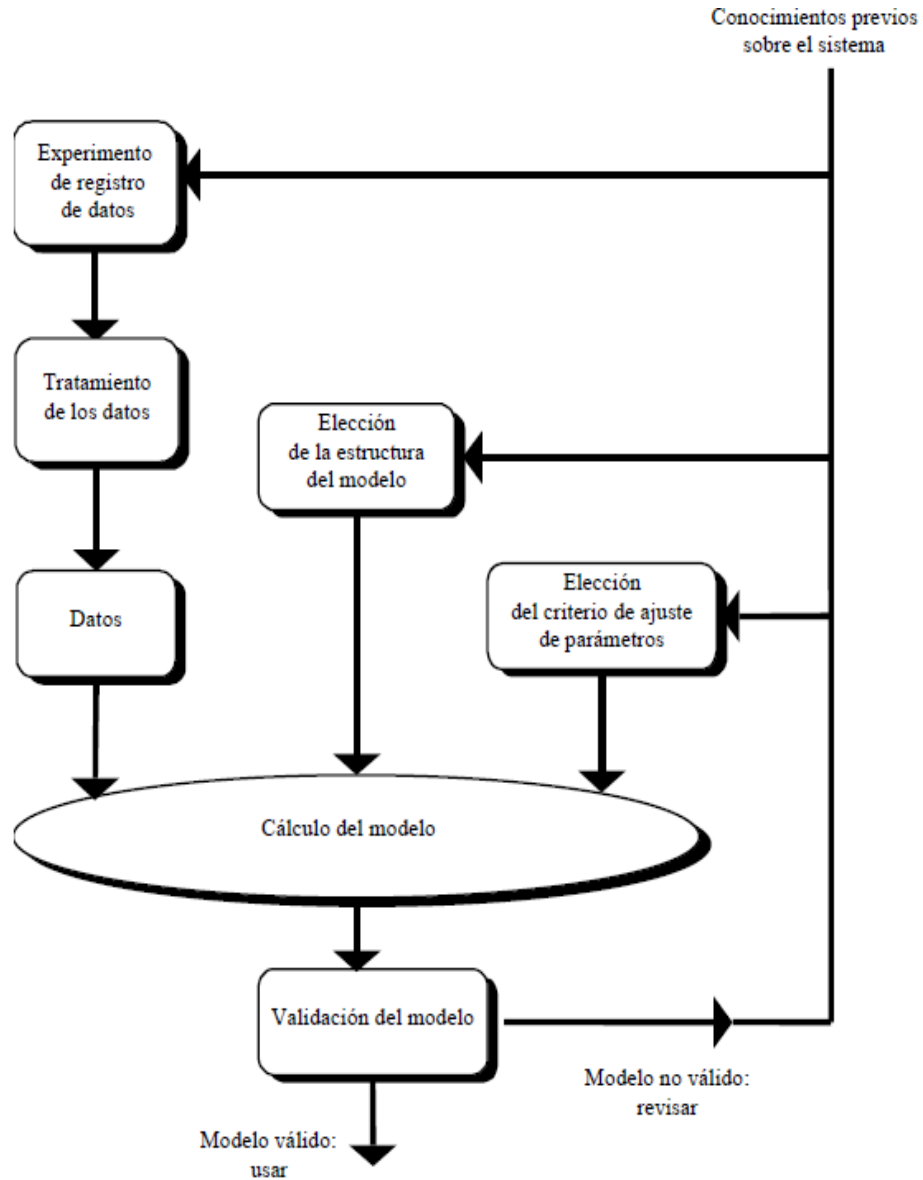 Conocimientos previos
sobre el sistema
Experimento
de registro
de datos
Tratamiento
de los datos
Elección
de la estructura
del modelo
Elección
del criterio de ajuste
de parámetros
Datos
Cálculo del modelo
Validación del modelo
Modelo no válido:
revisar
Modelo válido:
usar